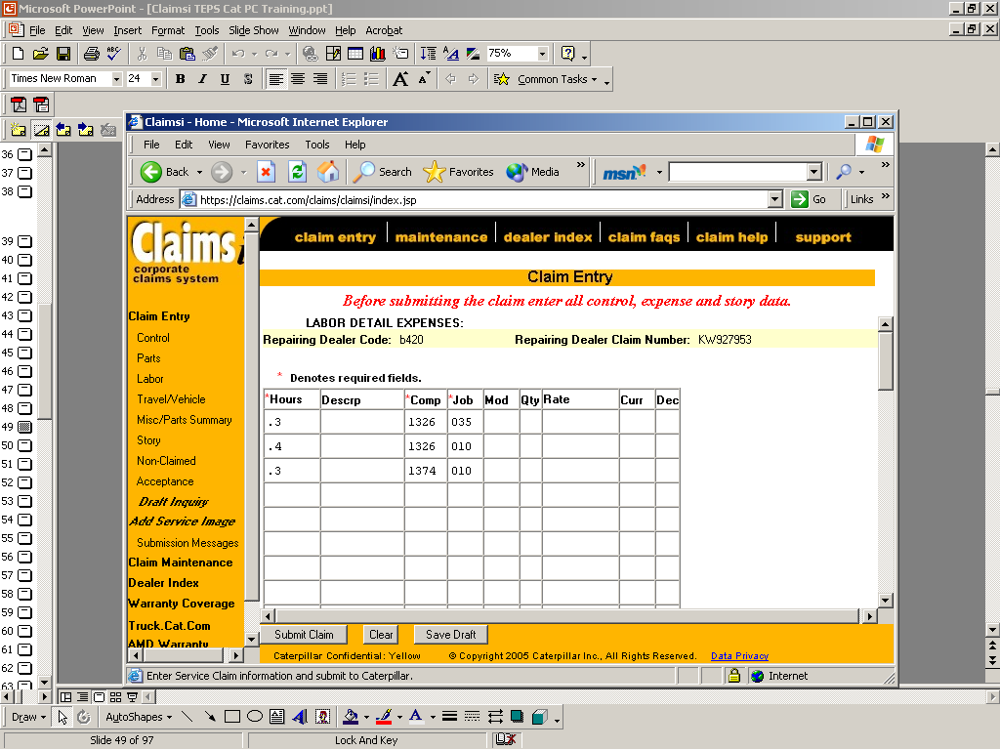 Microsoft PowerPoint - [Claimsi TEPS Cat PC Training.ppt]
File Edit View Insert Format Tools Slide Show Window Help Acrobat
ABC 75% ?
Times New Roman 24 B I U S A A Common Tasks
Claimsi - Home - Microsoft Internet Explorer
File Edit View Favorites Tools Help
Back Search Favorites Media » msn »
Address https://claims.cat.com/claims/claimsi/index.jsp Go Links »
Claims i
corporate
claims system
claim entry maintenance dealer index claim faqs claim help support
Claim Entry
Before submitting the claim enter all control, expense and story data.
LABOR DETAIL EXPENSES:
Repairing Dealer Code: b420 Repairing Dealer Claim Number: KW927953
* Denotes required fields.
*Hours Descrp *Comp *Job Mod Qty Rate Curr Dec
.3 1326 035
.4 1326 010
.3 1374 010
Claim Entry
Control
Parts
Labor
Travel/Vehicle
Misc/Parts Summary
Story
Non-Claimed
Acceptance
Draft Inquiry
Add Service Image
Submission Messages
Claim Maintenance
Dealer Index
Warranty Coverage
Truck.Cat.Com
AMD Warranty
Submit Claim Clear Save Draft
Caterpillar Confidential: Yellow © Copyright 2005 Caterpillar Inc., All Rights Reserved. Data Privacy
Enter Service Claim information and submit to Caterpillar. Internet
36
37
38
39
40
41
42
43
44
45
46
47
48
49
50
51
52
53
54
55
56
57
58
59
60
61
62
63
Draw AutoShapes A A
Slide 49 of 97 Lock And Key